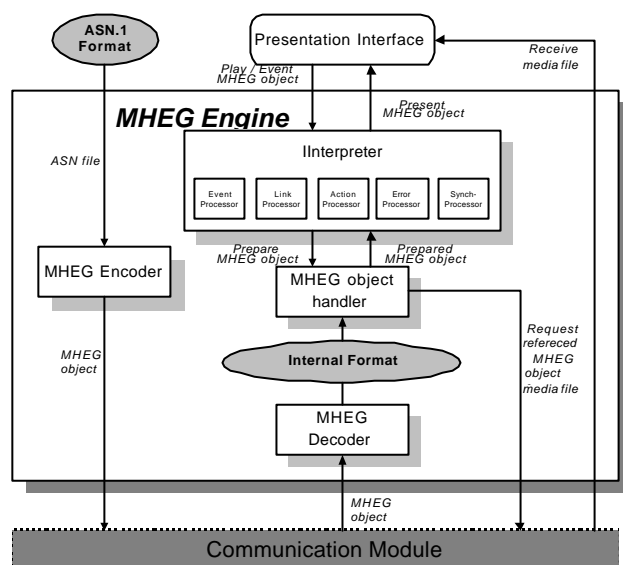 ASN.1
Format
Presentation Interface
Receive
media file
Play / Event
MHEG object
Present
MHEG object
MHEG Engine
IInterpreter
ASN file
Event
Processor
Link
Processor
Action
Processor
Error
Processor
Synch-
Processor
Prepare
MHEG object
Prepared
MHEG object
MHEG Encoder
MHEG object
handler
MHEG
object
Internal Format
Request
refereced
MHEG
object
media file
MHEG
Decoder
MHEG
object
Communication Module